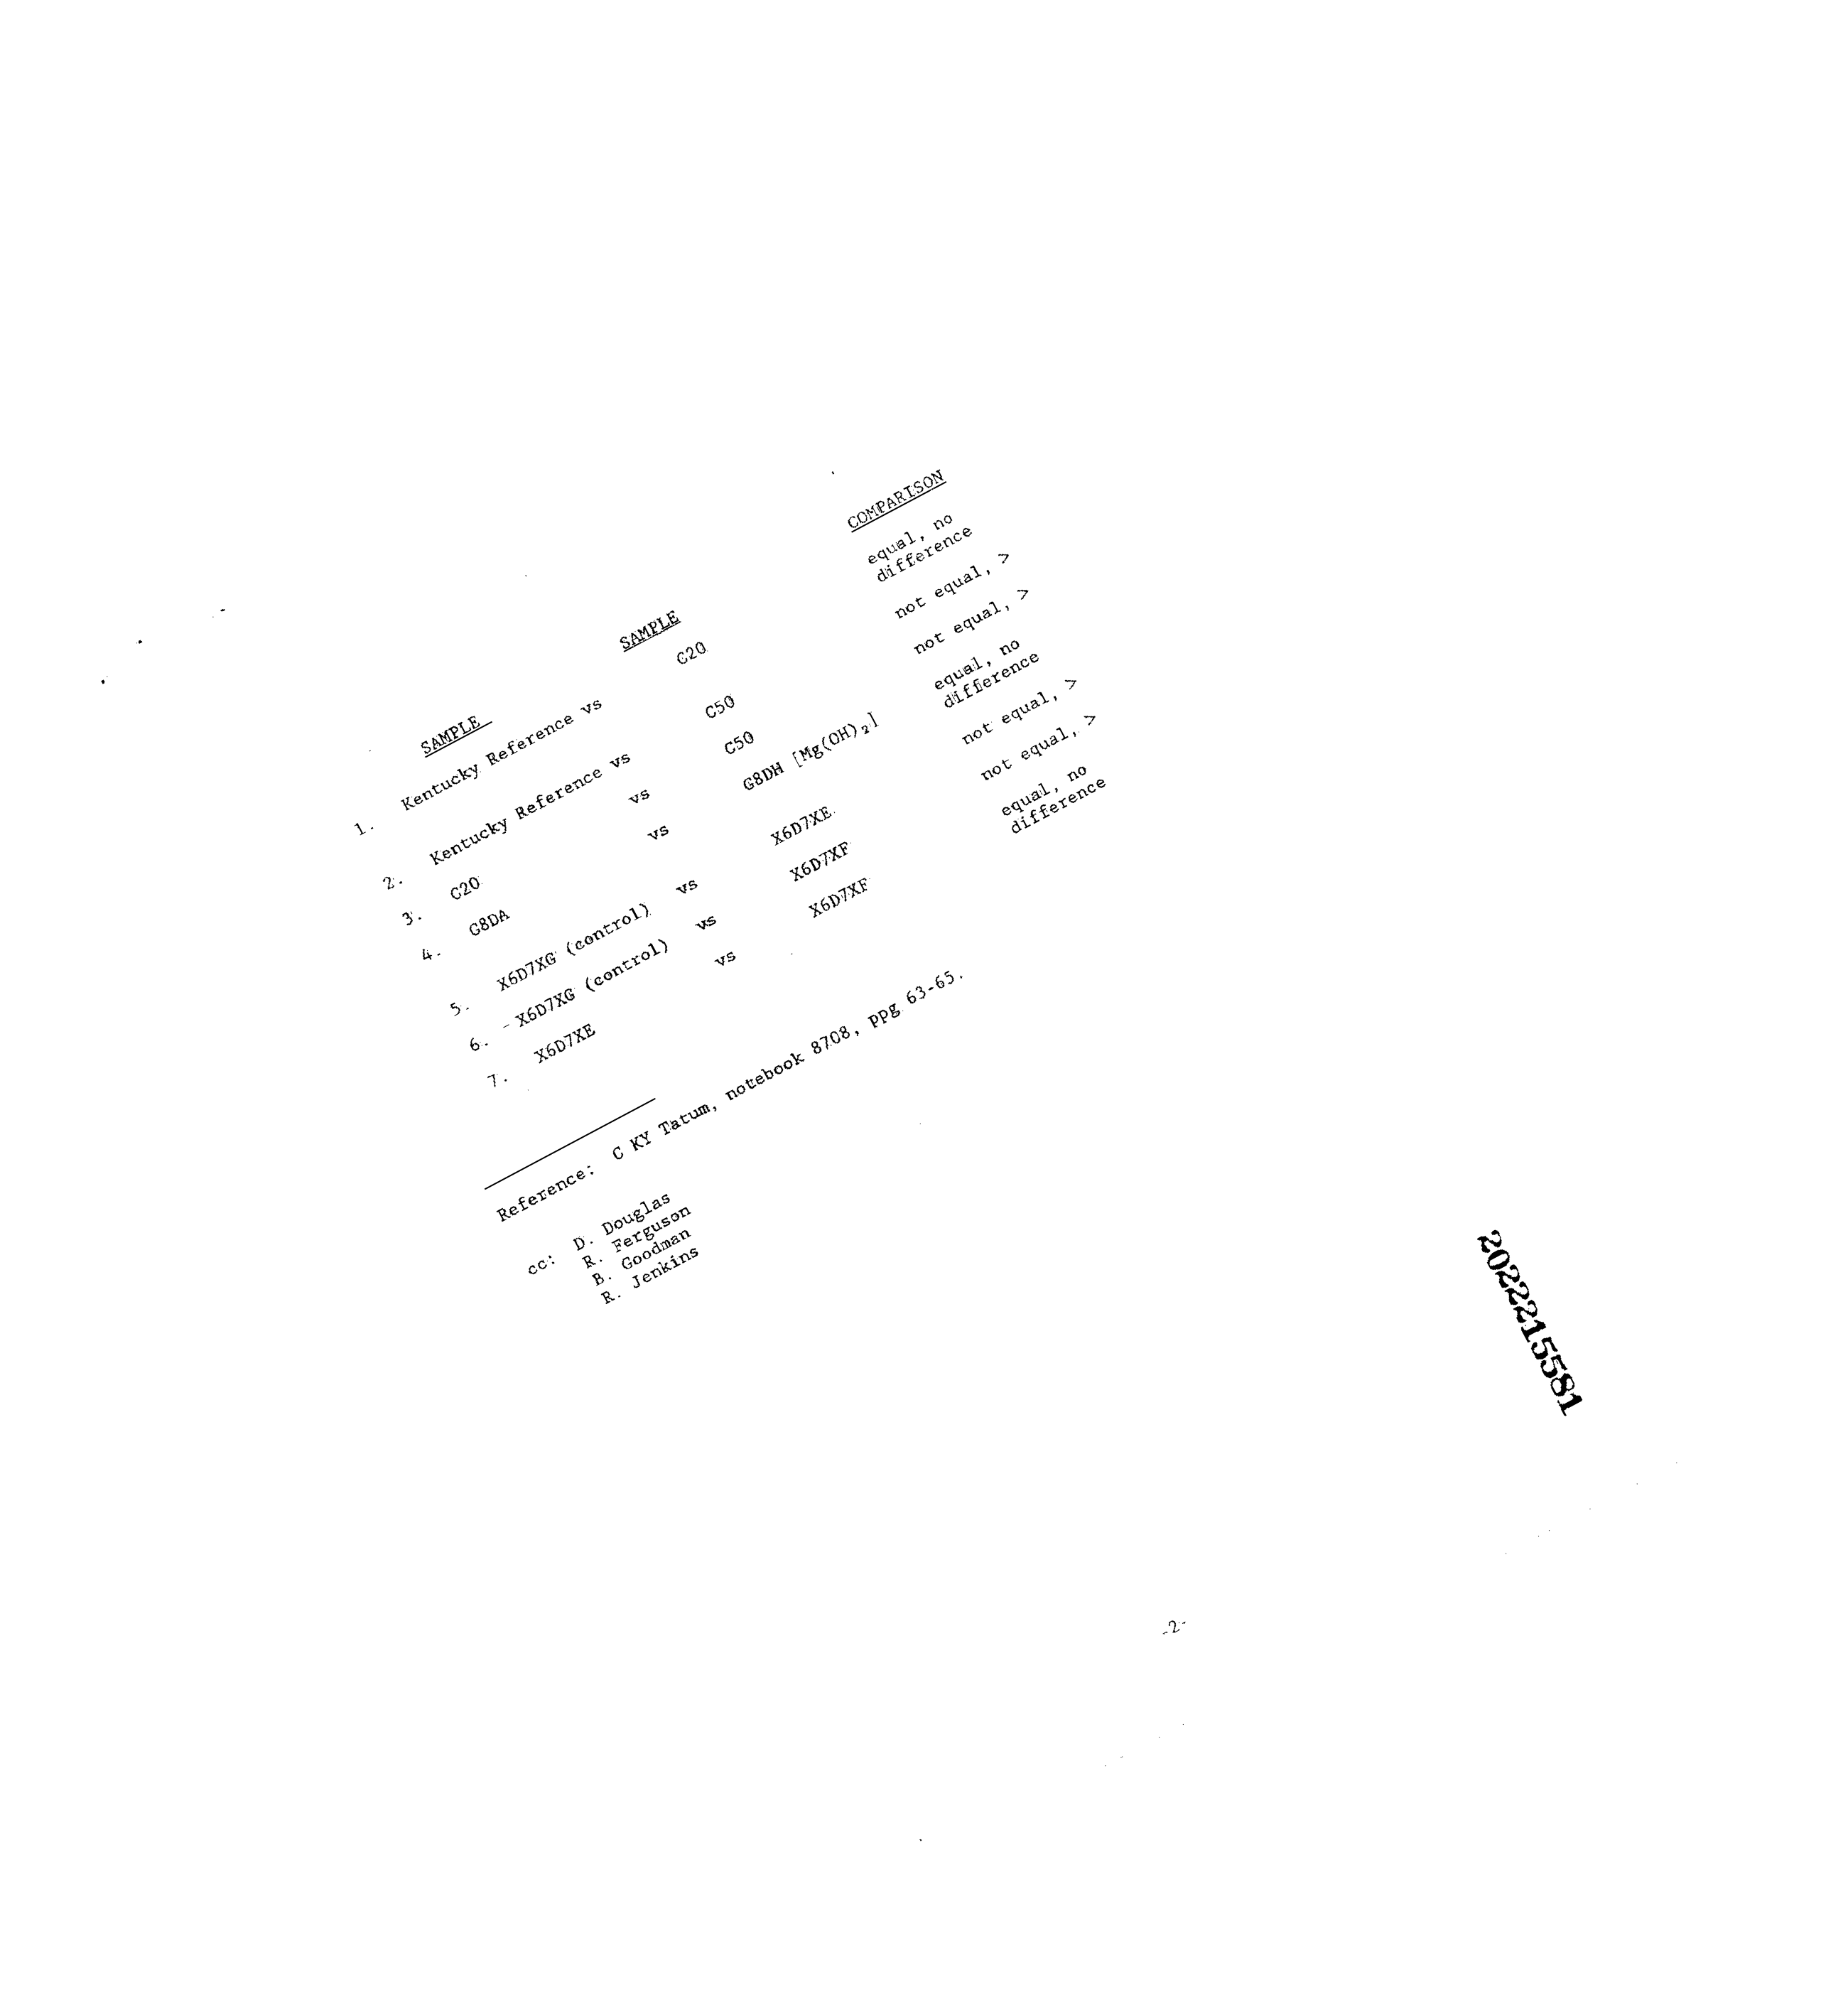 SAMPLE SAMPLE COMPARISON
1. Kentucky Reference vs C20 equal, no
difference
2. Kentucky Reference vs C50 not equal, >
3. C20 vs C50 not equal, >
4. G8DA vs G8DH [Mg(OH)₂] equal, no
difference
5. X6D7XG (control) vs X6D7XE not equal, >
6. - X6D7XG (control) vs X6D7XF not equal, >
7. X6D7XE vs X6D7XF equal, no
difference
Reference: C KY Tatum, notebook 8708, ppg 63-65.
cc: D. Douglas
R. Ferguson
B. Goodman
R. Jenkins
2022215581
-2-